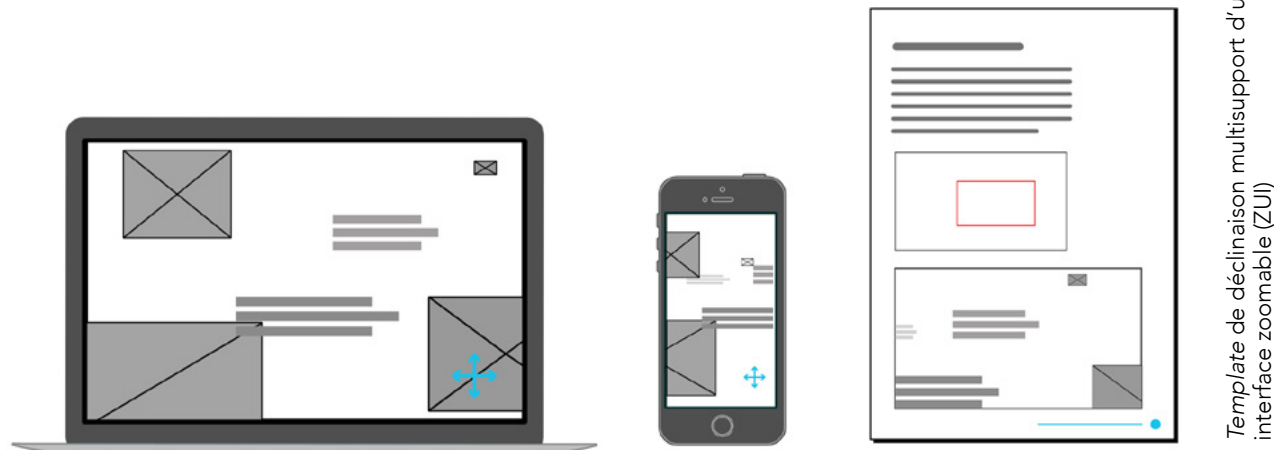 Template de déclinaison multisupport d'u
interface zoomable (ZUI)